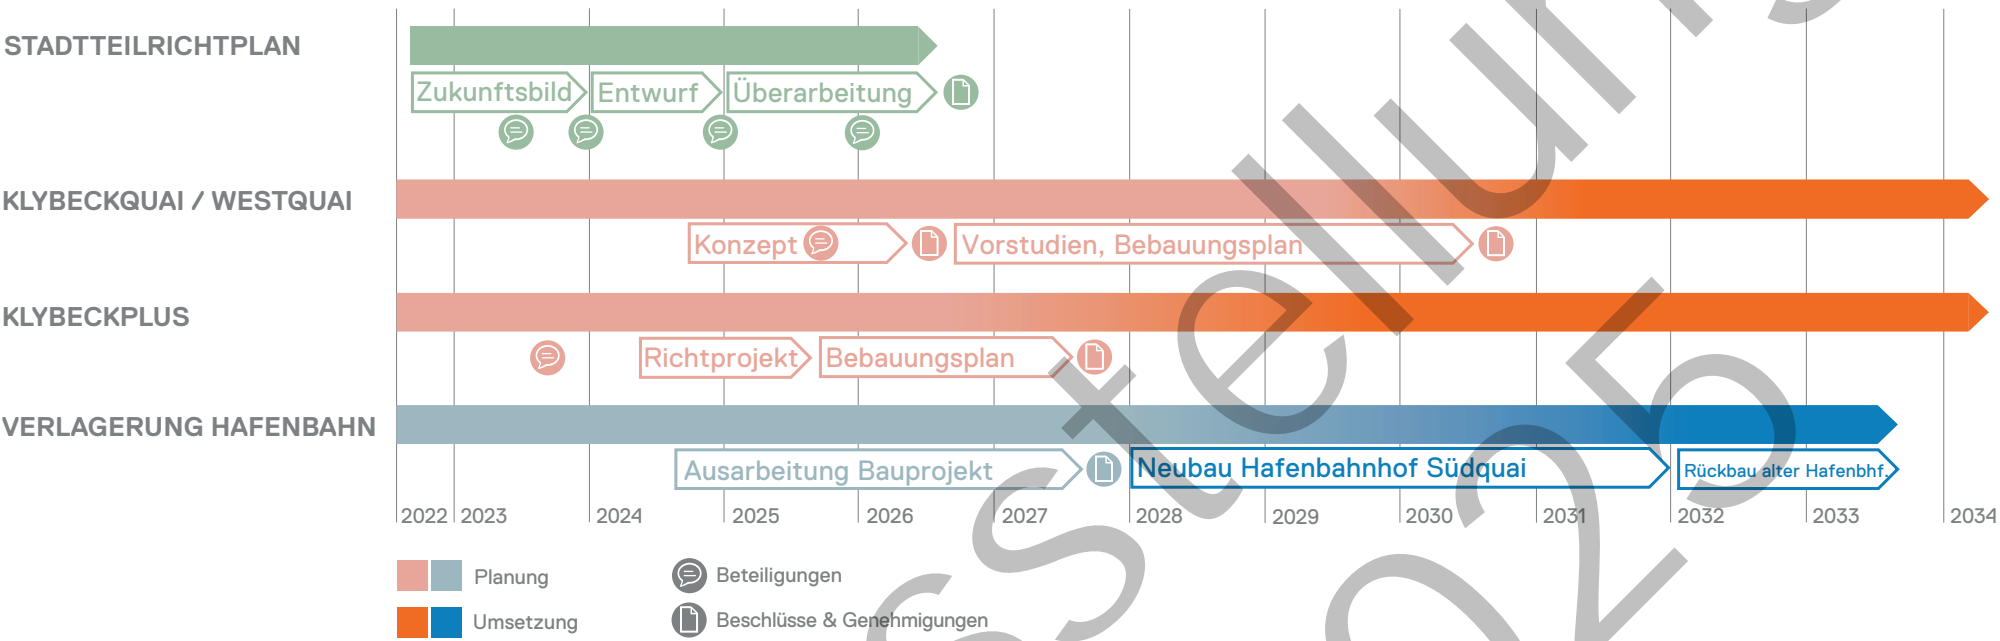 STADTTEILRICHTPLAN
Zukunftsbild Entwurf Überarbeitung
KLYBECKQUAI / WESTQUAI
Konzept Vorstudien, Bebauungsplan
KLYBECKPLUS
Richtprojekt Bebauungsplan
VERLAGERUNG HAFENBAHN
Ausarbeitung Bauprojekt Neubau Hafenbahnhof Südquai Rückbau alter Hafenbhf.
2022 2023 2024 2025 2026 2027 2028 2029 2030 2031 2032 2033 2034
Planung Beteiligungen
Umsetzung Beschlüsse & Genehmigungen